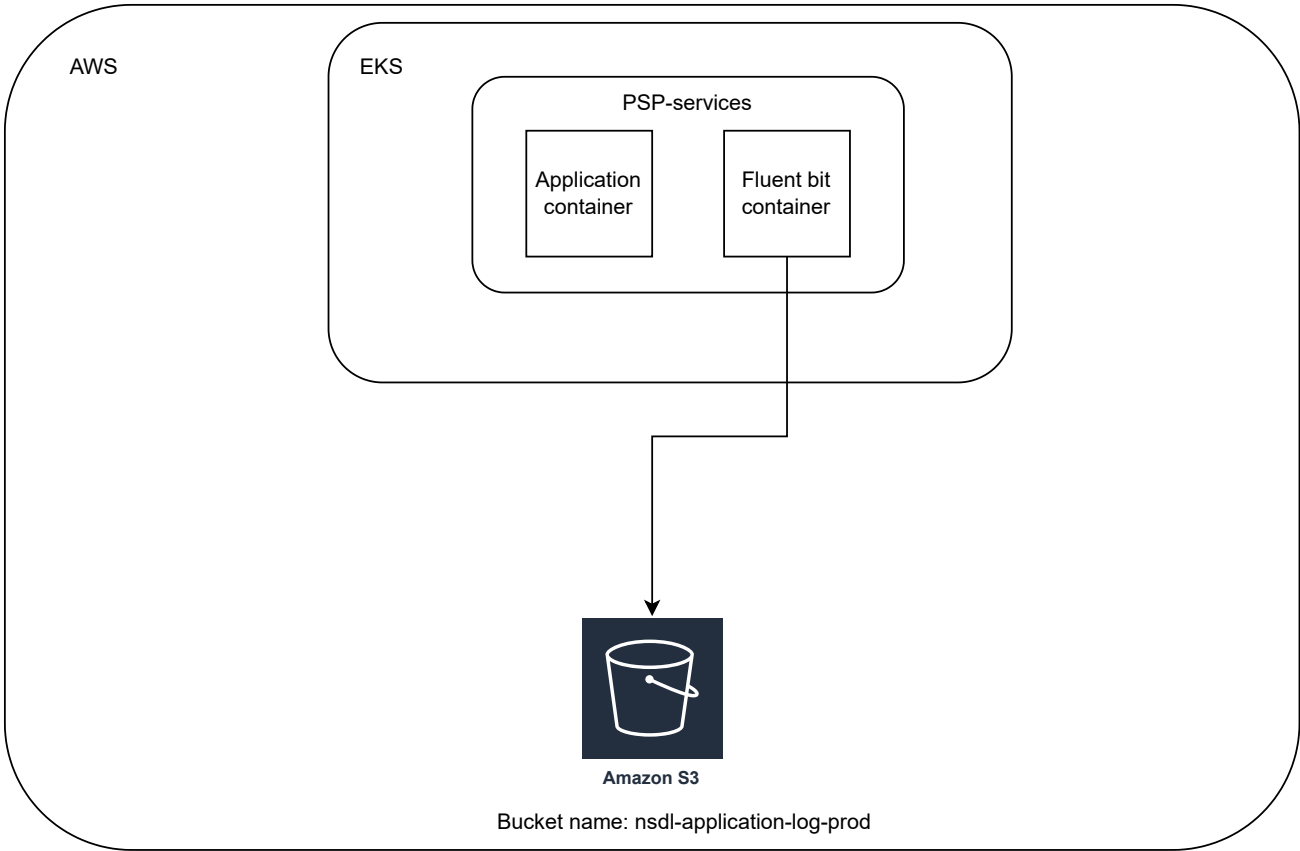 AWS
EKS
PSP-services
Application
container
Fluent bit
container
Amazon S3
Bucket name: nsdl-application-log-prod